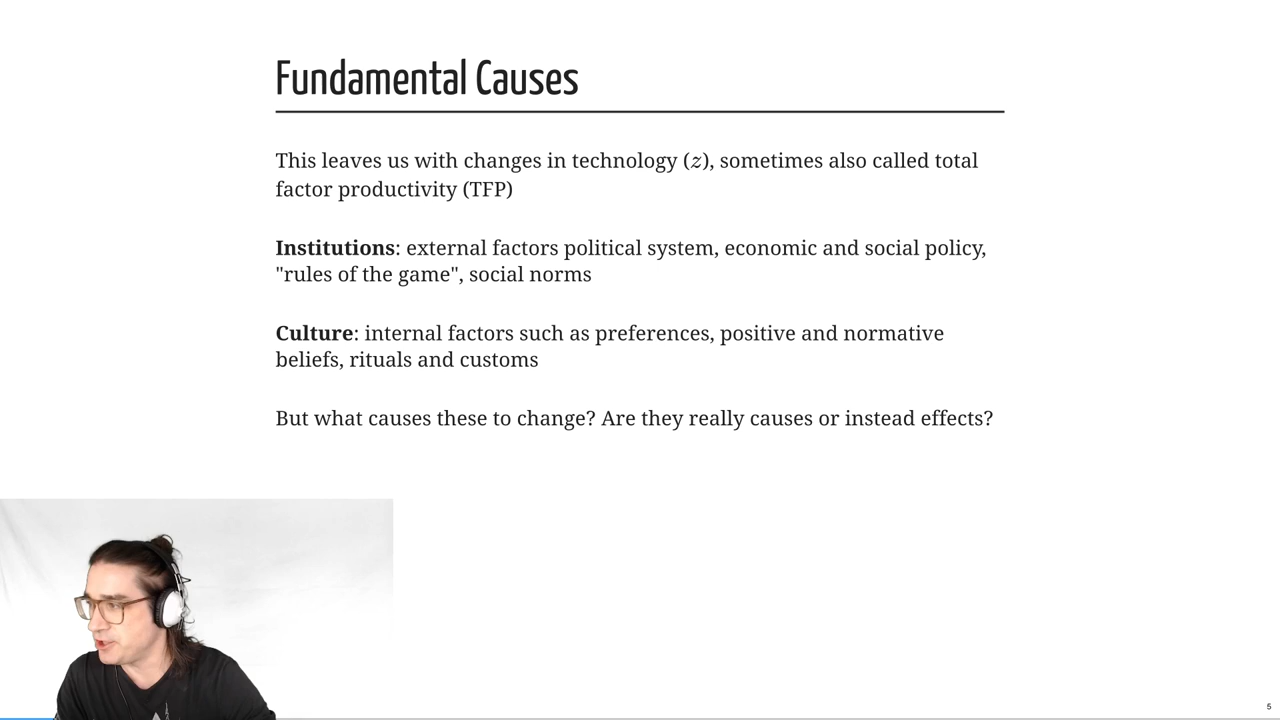 Fundamental Causes
This leaves us with changes in technology (z), sometimes also called total
factor productivity (TFP)
Institutions: external factors political system, economic and social policy,
"rules of the game", social norms
Culture: internal factors such as preferences, positive and normative
beliefs, rituals and customs
But what causes these to change? Are they really causes or instead effects?
5